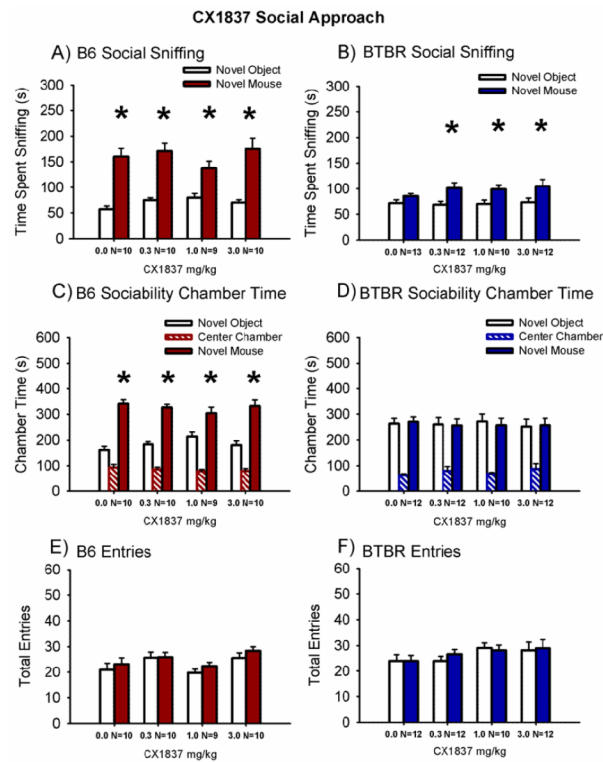 CX1837 Social Approach
A) B6 Social Sniffing
Novel Object
Novel Mouse
Time Spent Sniffing (s)
300
250
200
150
100
50
0
* * * *
0.0 N=10 0.3 N=10 1.0 N=9 3.0 N=10
CX1837 mg/kg
B) BTBR Social Sniffing
Novel Object
Novel Mouse
Time Spent Sniffing (s)
300
250
200
150
100
50
0
* * *
0.0 N=13 0.3 N=12 1.0 N=10 3.0 N=12
CX1837 mg/kg
C) B6 Sociability Chamber Time
Novel Object
Center Chamber
Novel Mouse
Chamber Time (s)
600
500
400
300
200
100
0
* * * *
0.0 N=10 0.3 N=10 1.0 N=9 3.0 N=10
CX1837 mg/kg
D) BTBR Sociability Chamber Time
Novel Object
Center Chamber
Novel Mouse
Chamber Time (s)
600
500
400
300
200
100
0
0.0 N=12 0.3 N=12 1.0 N=10 3.0 N=12
CX1837 mg/kg
E) B6 Entries
Total Entries
60
50
40
30
20
10
0
0.0 N=10 0.3 N=10 1.0 N=9 3.0 N=10
CX1837 mg/kg
F) BTBR Entries
Total Entries
60
50
40
30
20
10
0
0.0 N=12 0.3 N=12 1.0 N=10 3.0 N=12
CX1837 mg/kg